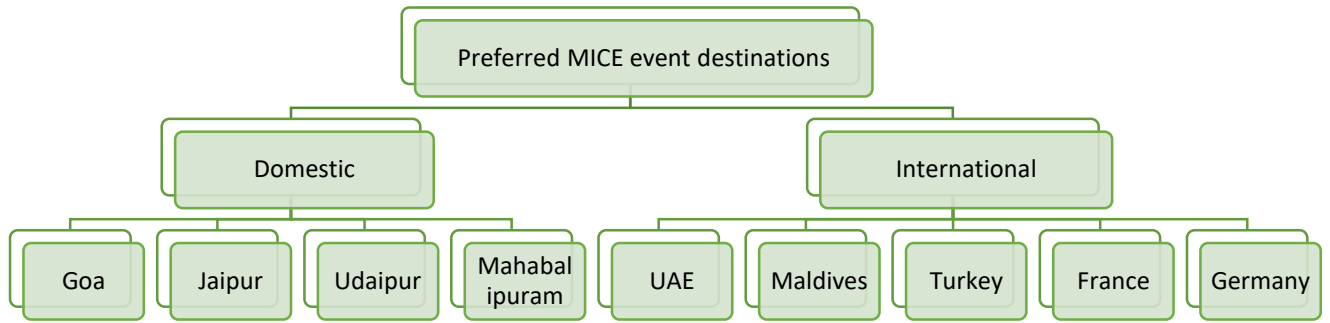 Preferred MICE event destinations
Domestic
International
Goa
Jaipur
Udaipur
Mahabal
ipuram
UAE
Maldives
Turkey
France
Germany